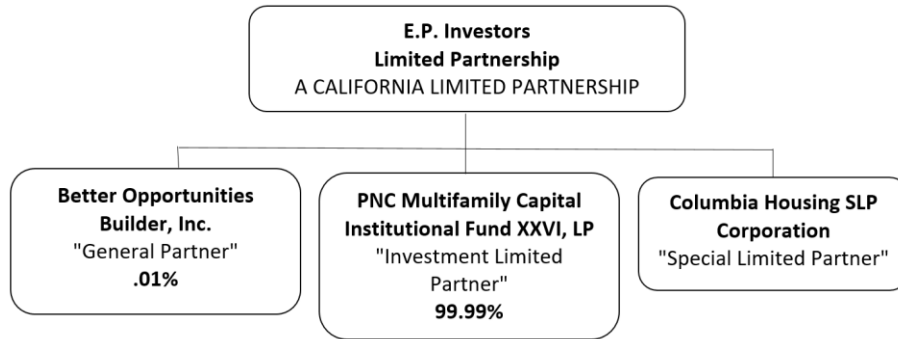 E.P. Investors
Limited Partnership
A CALIFORNIA LIMITED PARTNERSHIP
Better Opportunities
Builder, Inc.
"General Partner"
.01%
PNC Multifamily Capital
Institutional Fund XXVI, LP
"Investment Limited
Partner"
99.99%
Columbia Housing SLP
Corporation
"Special Limited Partner"